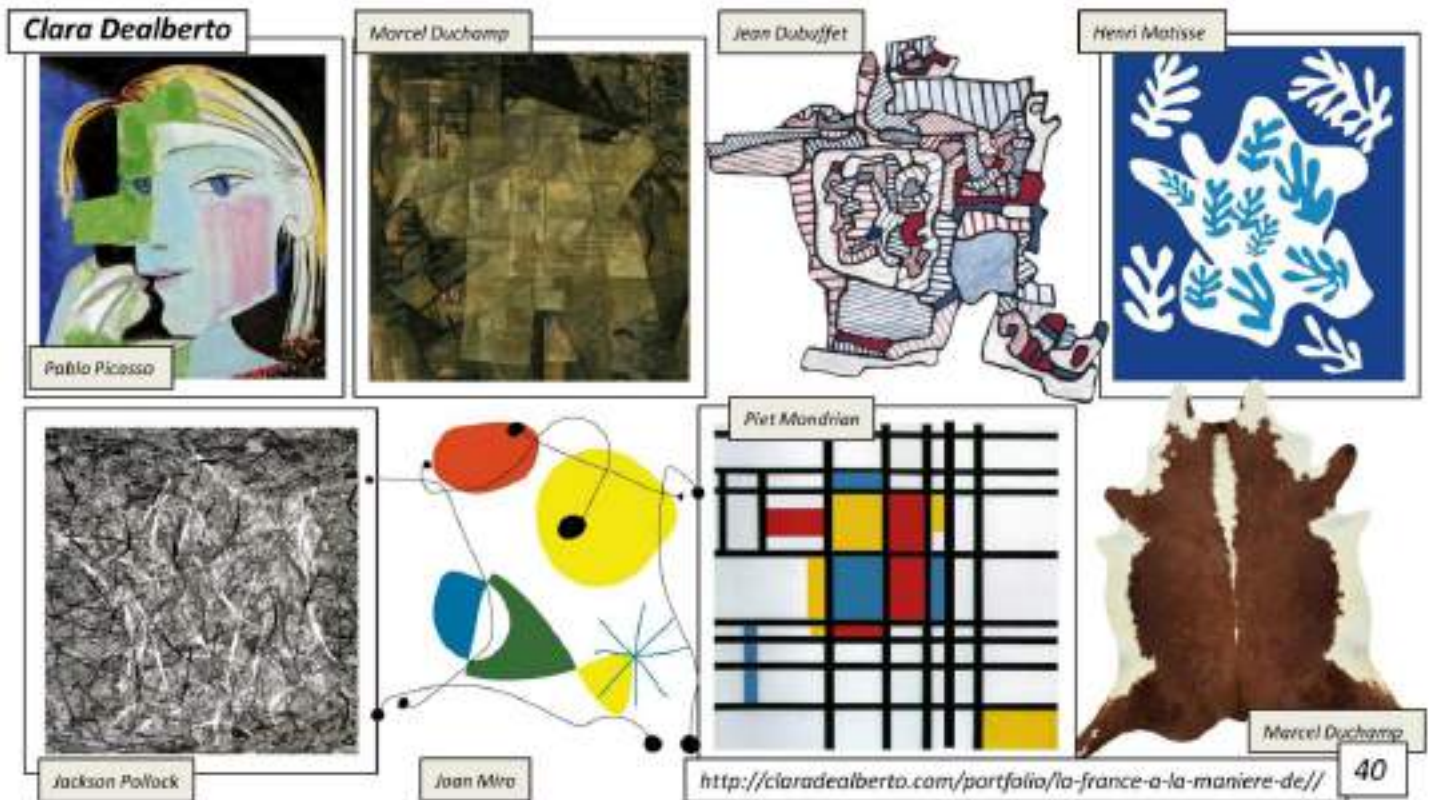 Clara Dealberto
Marcel Duchamp
Jean Dubuffet
Henri Matisse
Pablo Picasso
Piet Mondrian
Jackson Pollock
Joan Miro
Marcel Duchamp
http://claradealberto.com/portfolio/la-france-a-la-maniere-de//
40